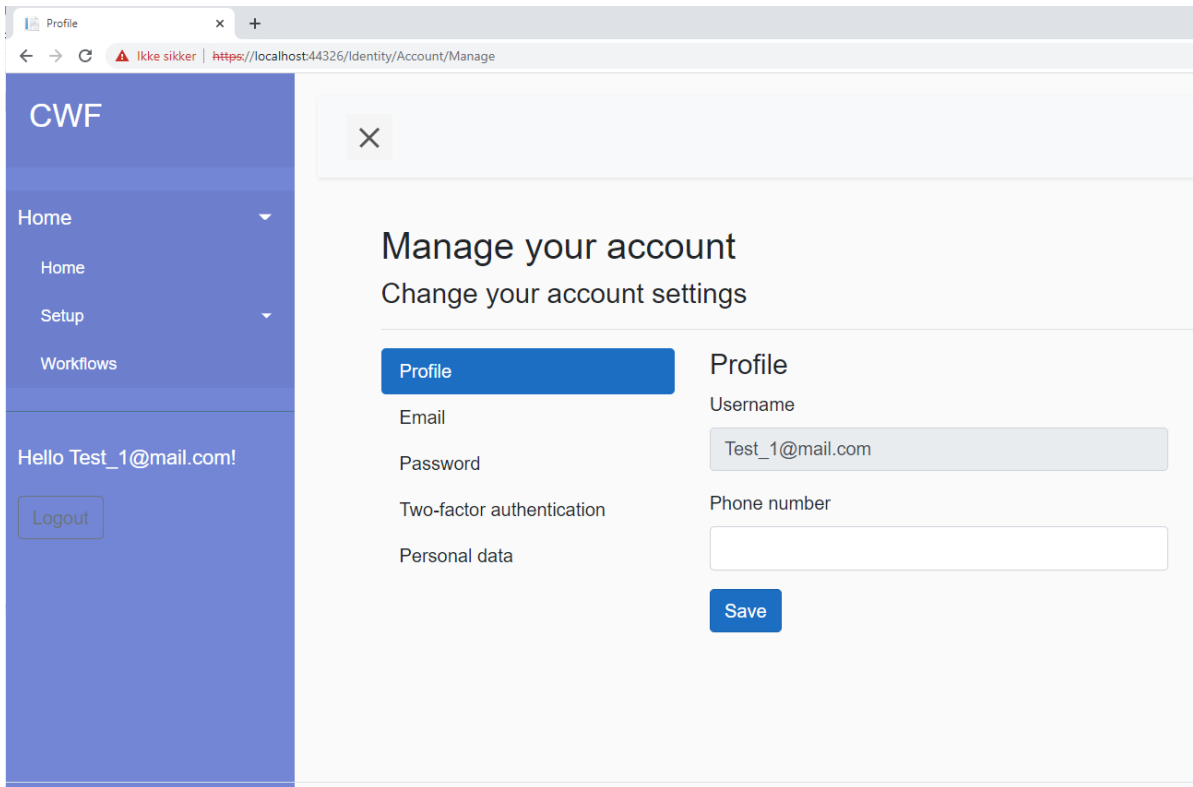 Profile
Ikke sikker | https://localhost:44326/Identity/Account/Manage
CWF
Home
Home
Setup
Workflows
Hello Test_1@mail.com!
Logout
Manage your account
Change your account settings
Profile
Email
Password
Two-factor authentication
Personal data
Profile
Username
Test_1@mail.com
Phone number
Save